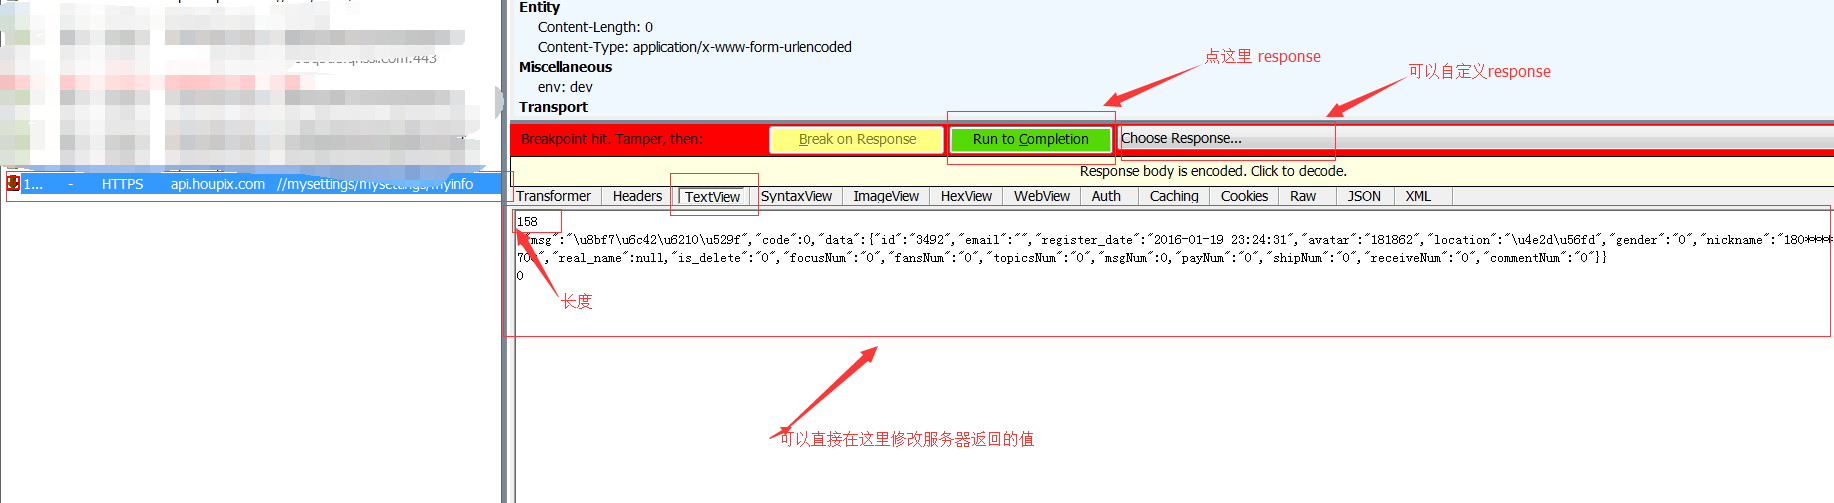 Entity
Content-Length: 0
Content-Type: application/x-www-form-urlencoded
Miscellaneous
env: dev
Transport
点这里 response
可以自定义response
Breakpoint hit. Tamper, then:
Break on Response
Run to Completion
Choose Response...
Response body is encoded. Click to decode.
1... - HTTPS api.houpix.com //mysettings/mysettings/myinfo
Transformer Headers TextView SyntaxView ImageView HexView WebView Auth Caching Cookies Raw JSON XML
158
"msg":"\u8bf7\u6c42\u6210\u529f","code":0,"data":{"id":"3492","email":"","register_date":"2016-01-19 23:24:31","avatar":"181862","location":"\u4e2d\u56fd","gender":"0","nickname":"180****
70","real_name":null,"is_delete":"0","focusNum":"0","fansNum":"0","topicsNum":"0","msgNum":0,"payNum":"0","shipNum":"0","receiveNum":"0","commentNum":"0"}}
0
长度
可以直接在这里修改服务器返回的值